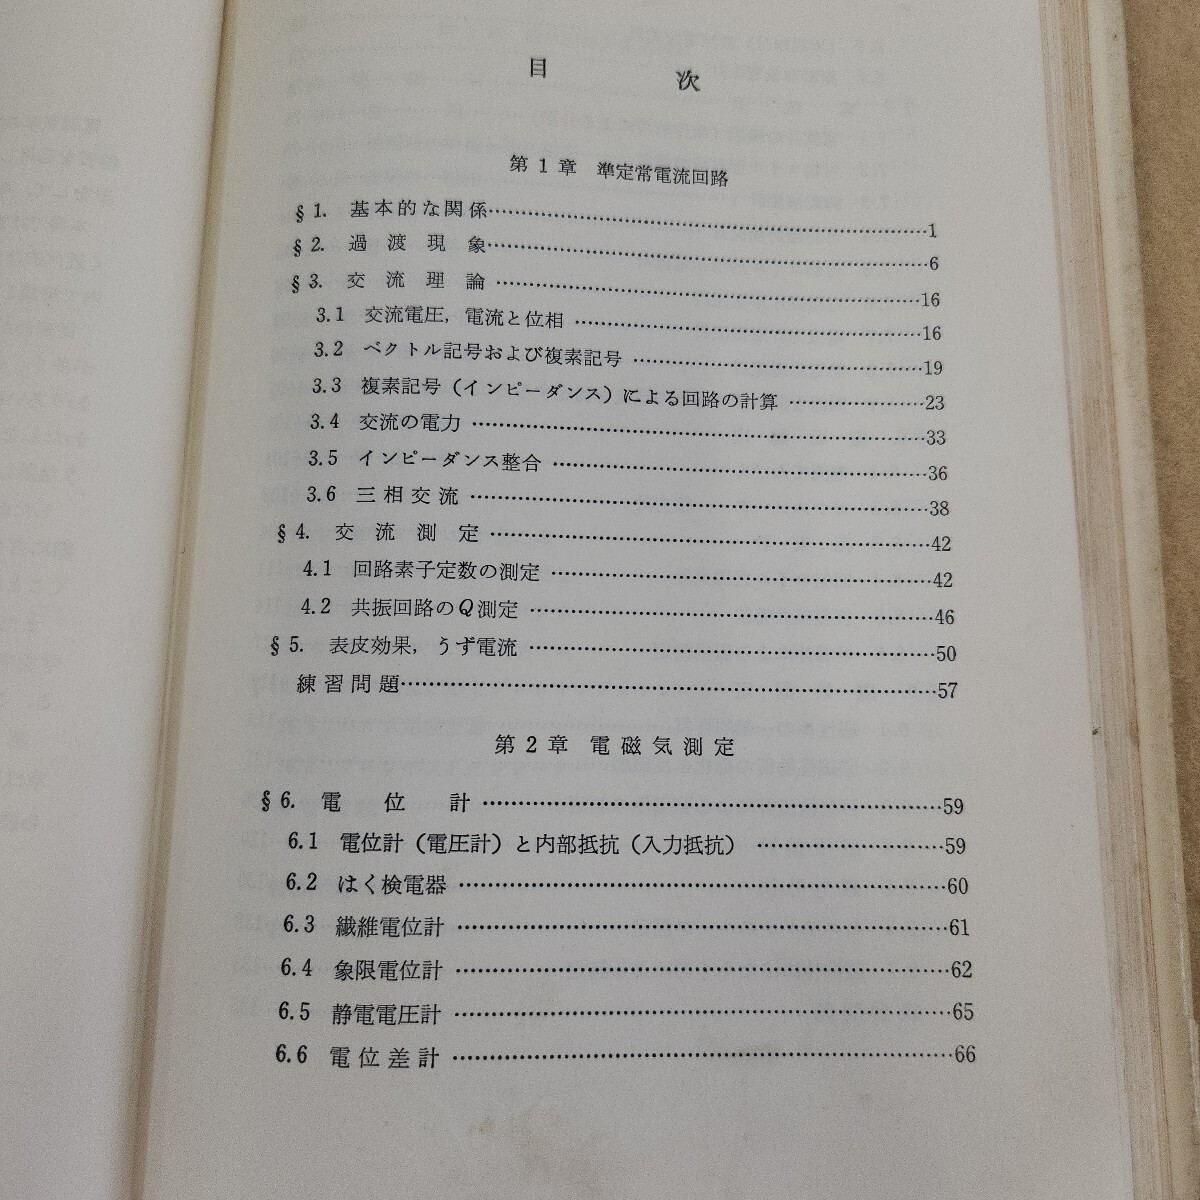 目次
第1章 準定常電流回路
§1. 基本的な関係……1
§2. 過渡現象……6
§3. 交流理論……16
3.1 交流電圧，電流と位相……16
3.2 ベクトル記号および複素記号……19
3.3 複素記号（インピーダンス）による回路の計算……23
3.4 交流の電力……33
3.5 インピーダンス整合……36
3.6 三相交流……38
§4. 交流測定……42
4.1 回路素子定数の測定……42
4.2 共振回路のQ測定……46
§5. 表皮効果，うず電流……50
練習問題……57
第2章 電磁気測定
§6. 電位計……59
6.1 電位計（電圧計）と内部抵抗（入力抵抗）……59
6.2 はく検電器……60
6.3 繊維電位計……61
6.4 象限電位計……62
6.5 静電電圧計……65
6.6 電位差計……66